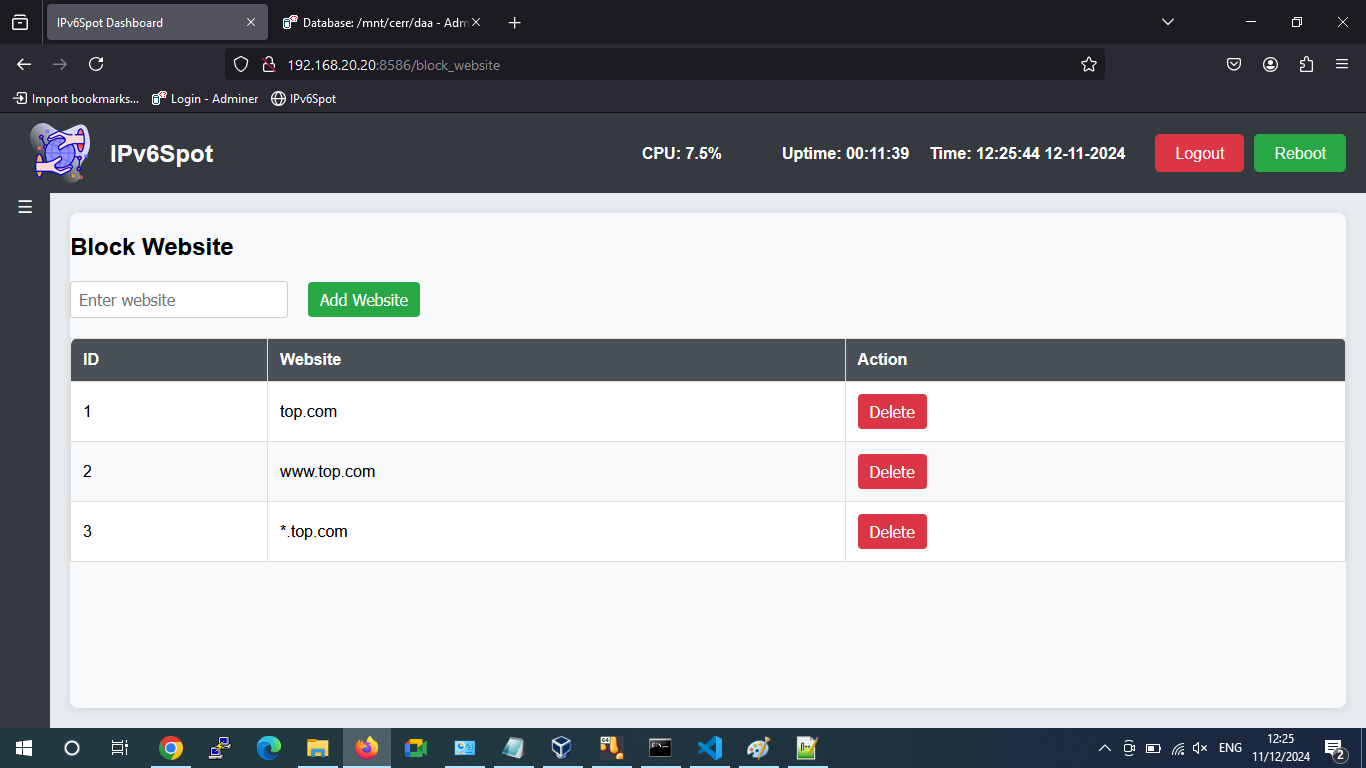 IPv6Spot Dashboard
Database: /mnt/cerr/daa - Adm
192.168.20.20:8586/block_website
Import bookmarks... Login - Adminer IPv6Spot
IPv6Spot CPU: 7.5% Uptime: 00:11:39 Time: 12:25:44 12-11-2024 Logout Reboot
Block Website
Enter website Add Website
ID Website Action
1 top.com Delete
2 www.top.com Delete
3 *.top.com Delete
ENG 12:25
11/12/2024 2